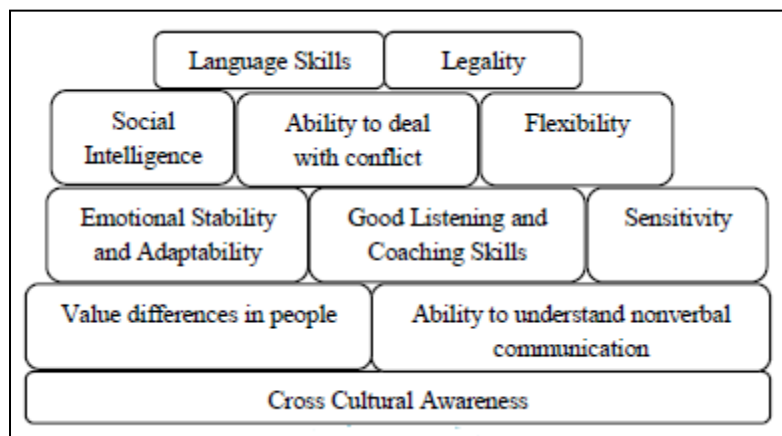 Language Skills
Legality
Social
Intelligence
Ability to deal
with conflict
Flexibility
Emotional Stability
and Adaptability
Good Listening and
Coaching Skills
Sensitivity
Value differences in people
Ability to understand nonverbal
communication
Cross Cultural Awareness